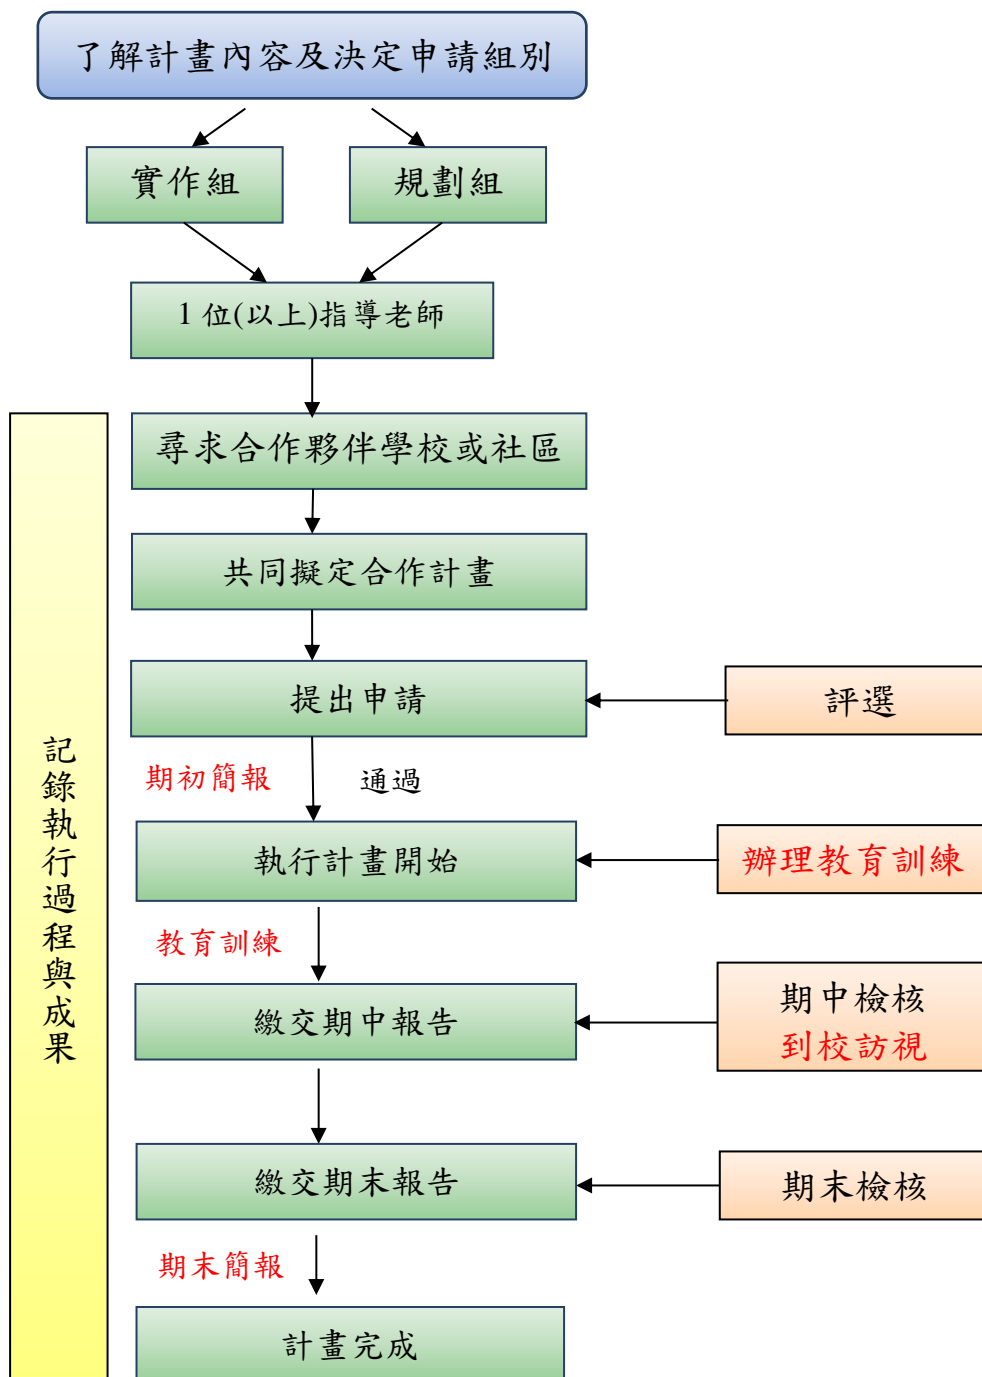 了解計畫內容及決定申請組別
實作組
規劃組
1 位(以上)指導老師
尋求合作夥伴學校或社區
共同擬定合作計畫
提出申請
評選
期初簡報
通過
執行計畫開始
辦理教育訓練
教育訓練
繳交期中報告
期中檢核
到校訪視
繳交期末報告
期末檢核
期末簡報
計畫完成
記錄執行過程與成果